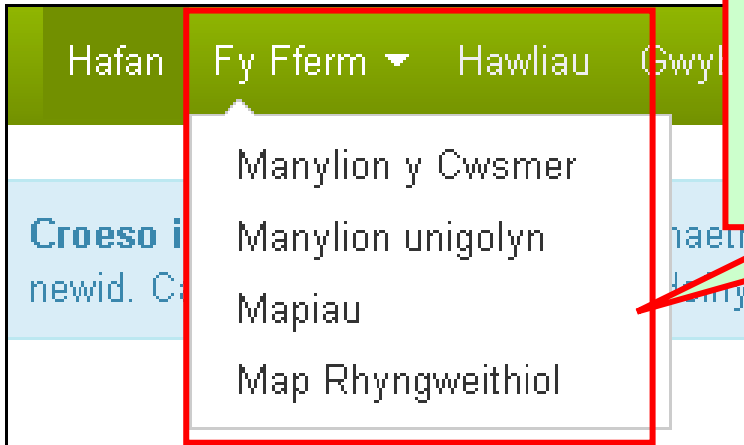 Hafan Fy Fferm Hawliau
Manylion y Cwsmer
Manylion unigolyn
Mapiau
Map Rhyngweithiol
Croeso i
newid.